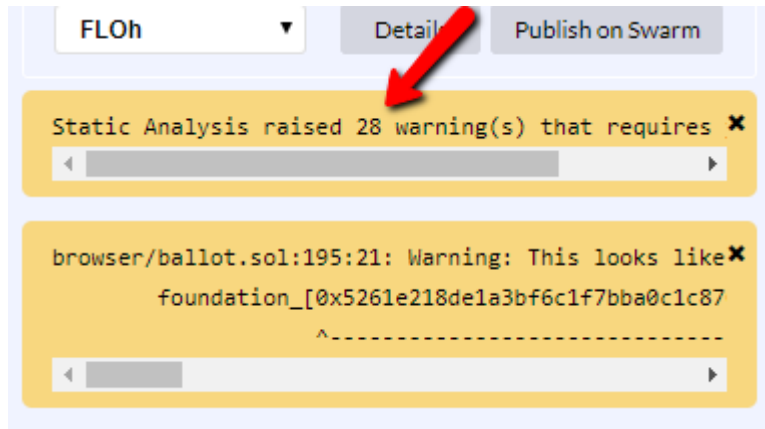 FLOh
Details
Publish on Swarm
Static Analysis raised 28 warning(s) that requires
browser/ballot.sol:195:21: Warning: This looks like
foundation_[0x5261e218de1a3bf6c1f7bba0c1c87
^------------------------------